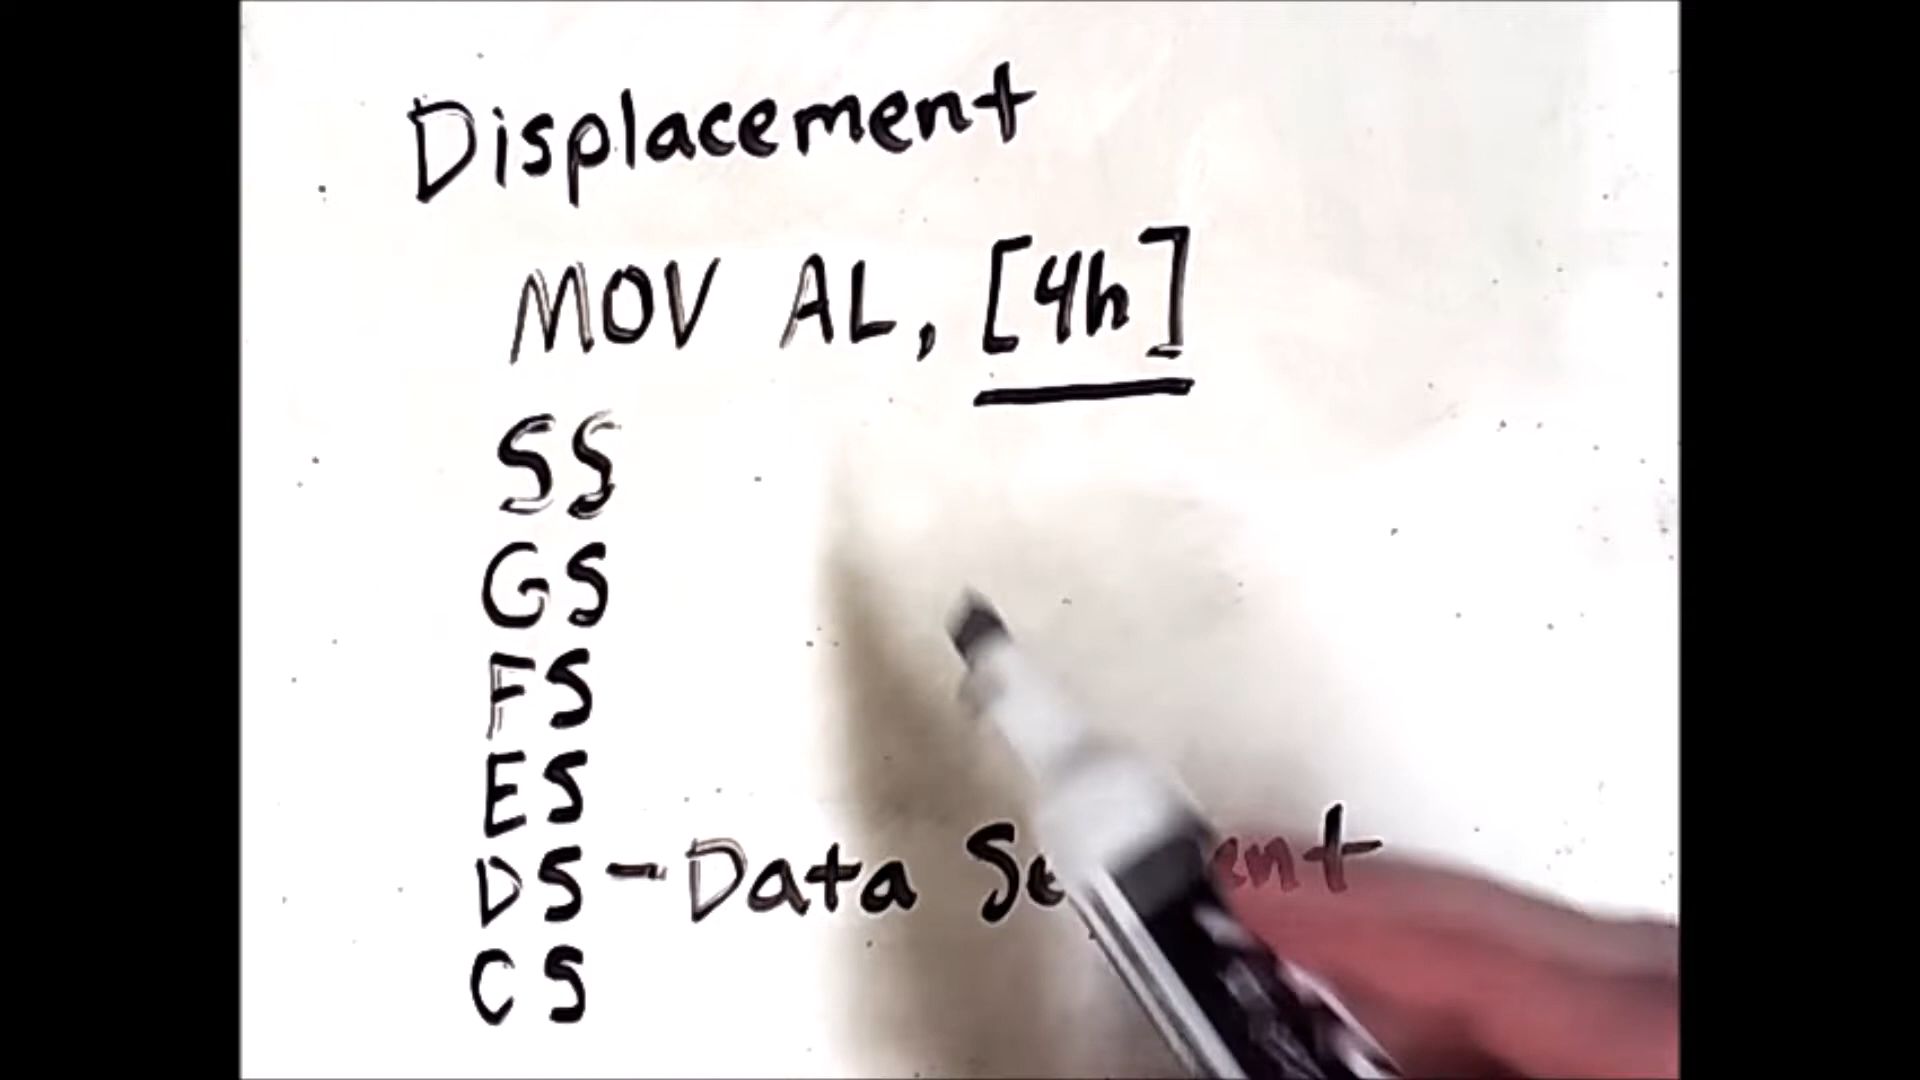 Displacement
MOV AL, [4h]
SS
GS
FS
ES
DS - Data
CS